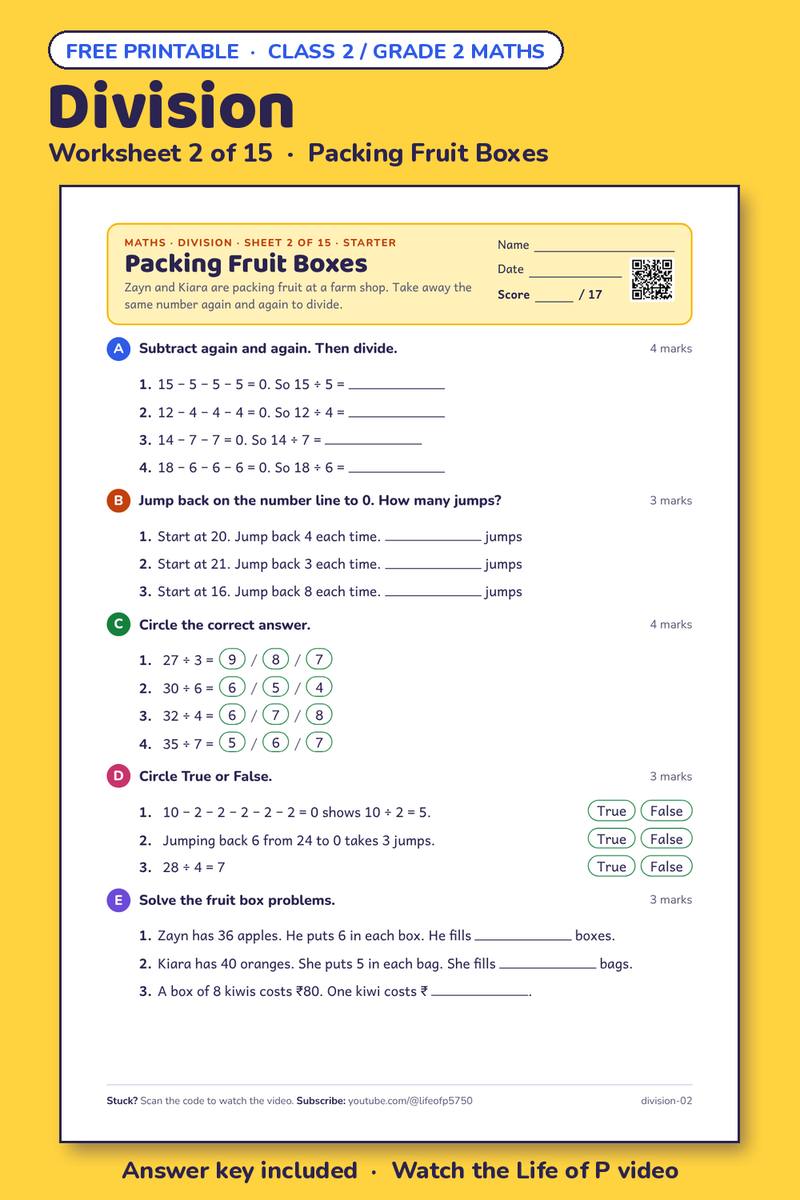 FREE PRINTABLE · CLASS 2 / GRADE 2 MATHS
Division
Worksheet 2 of 15 · Packing Fruit Boxes
MATHS · DIVISION · SHEET 2 OF 15 · STARTER
Packing Fruit Boxes
Zayn and Kiara are packing fruit at a farm shop. Take away the
same number again and again to divide.
Name ____________
Date ____________
Score ______ / 17
A Subtract again and again. Then divide. 4 marks
1. 15 − 5 − 5 − 5 = 0. So 15 ÷ 5 = ____________
2. 12 − 4 − 4 − 4 = 0. So 12 ÷ 4 = ____________
3. 14 − 7 − 7 = 0. So 14 ÷ 7 = ____________
4. 18 − 6 − 6 − 6 = 0. So 18 ÷ 6 = ____________
B Jump back on the number line to 0. How many jumps? 3 marks
1. Start at 20. Jump back 4 each time. ____________ jumps
2. Start at 21. Jump back 3 each time. ____________ jumps
3. Start at 16. Jump back 8 each time. ____________ jumps
C Circle the correct answer. 4 marks
1. 27 ÷ 3 = 9 / 8 / 7
2. 30 ÷ 6 = 6 / 5 / 4
3. 32 ÷ 4 = 6 / 7 / 8
4. 35 ÷ 7 = 5 / 6 / 7
D Circle True or False. 3 marks
1. 10 − 2 − 2 − 2 − 2 − 2 = 0 shows 10 ÷ 2 = 5. True False
2. Jumping back 6 from 24 to 0 takes 3 jumps. True False
3. 28 ÷ 4 = 7 True False
E Solve the fruit box problems. 3 marks
1. Zayn has 36 apples. He puts 6 in each box. He fills ____________ boxes.
2. Kiara has 40 oranges. She puts 5 in each bag. She fills ____________ bags.
3. A box of 8 kiwis costs ₹80. One kiwi costs ₹ ____________.
Stuck? Scan the code to watch the video. Subscribe: youtube.com/@lifeofp5750 division-02
Answer key included · Watch the Life of P video